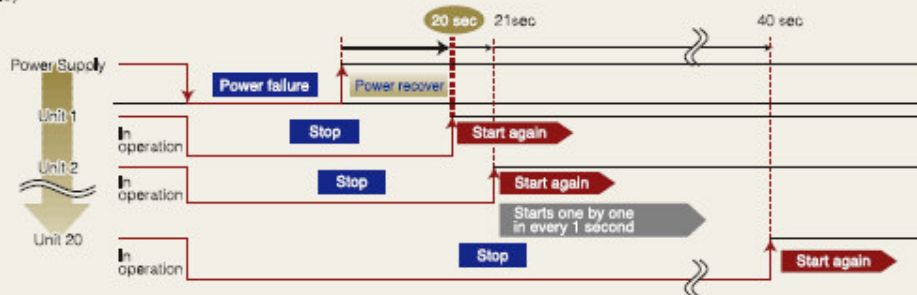 20 sec
21sec
40 sec
Power Supply
Power failure
Power recover
Unit 1
In
operation
Stop
Start again
Unit 2
In
operation
Stop
Start again
Starts one by one
in every 1 second
Unit 20
In
operation
Stop
Start again